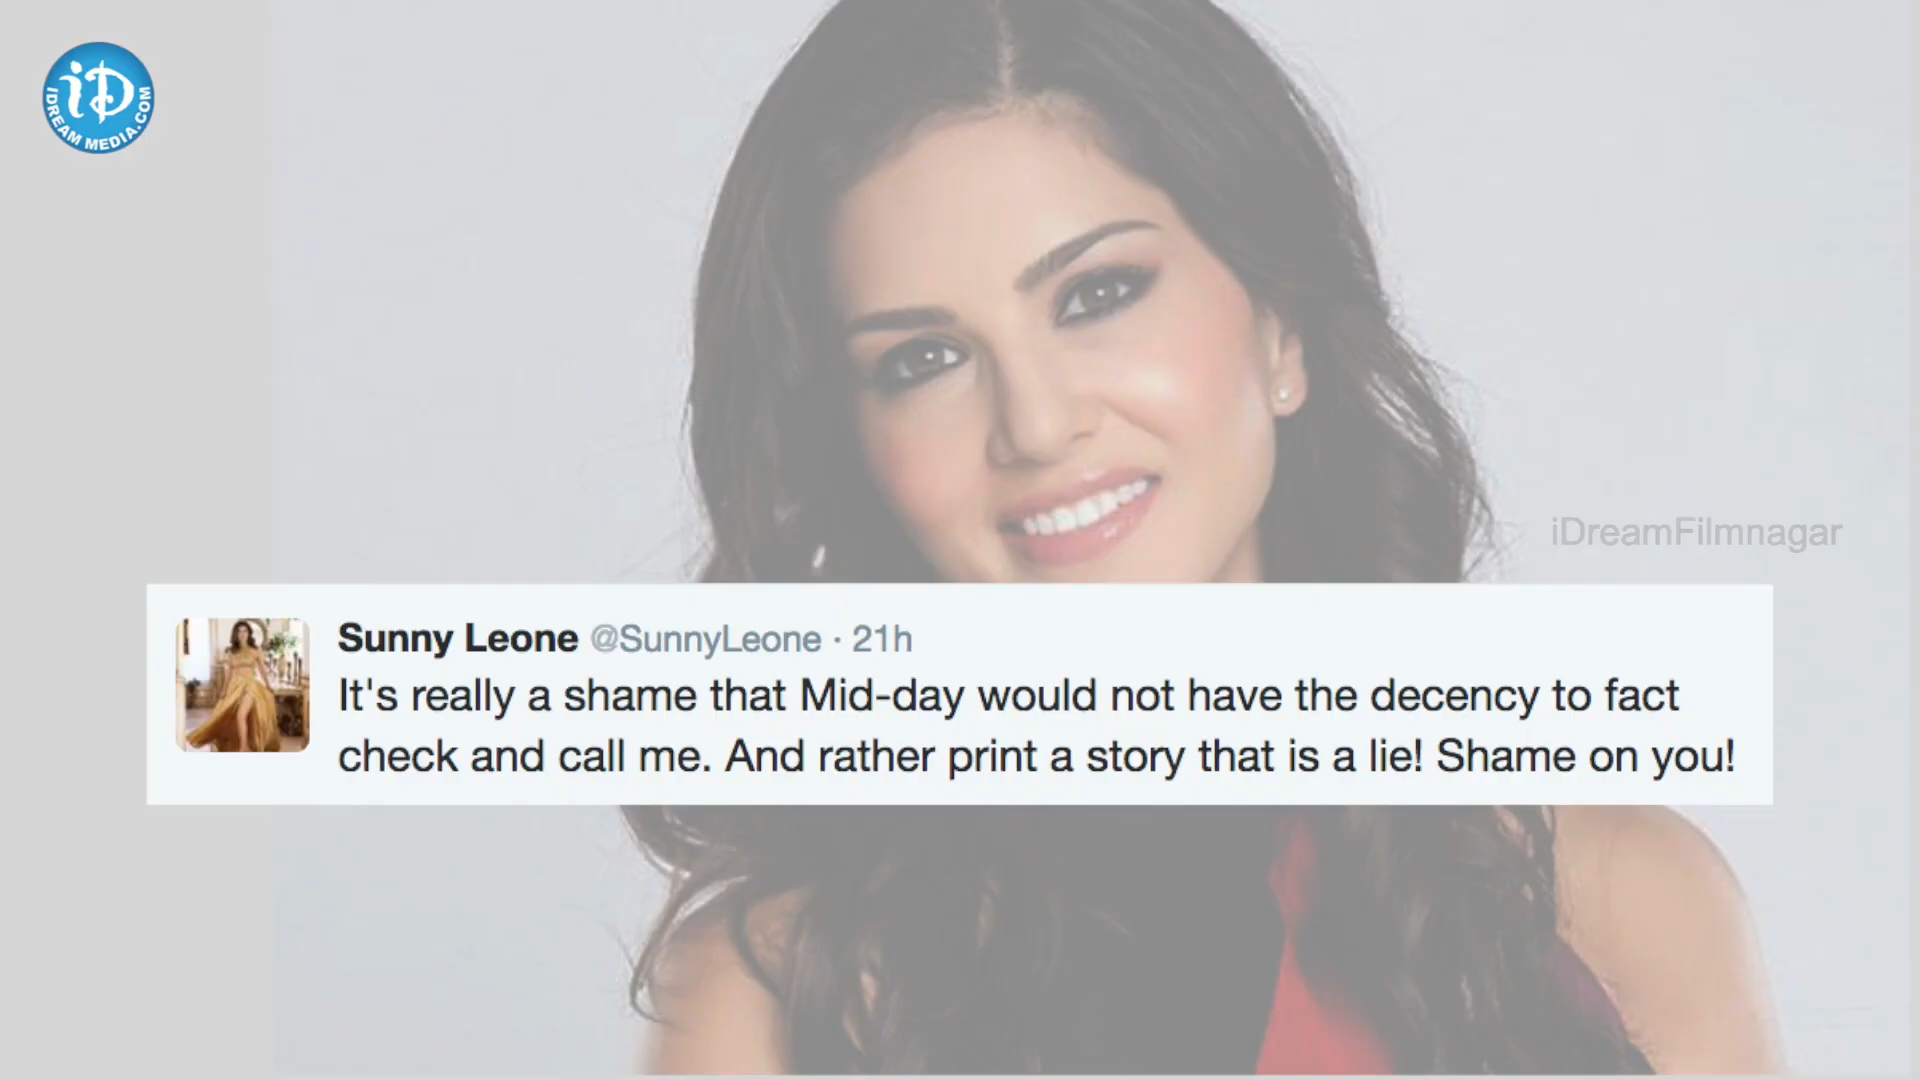 iD
IDREAM MEDIA.COM
iDreamFilmnagar
Sunny Leone @SunnyLeone · 21h
It's really a shame that Mid-day would not have the decency to fact
check and call me. And rather print a story that is a lie! Shame on you!